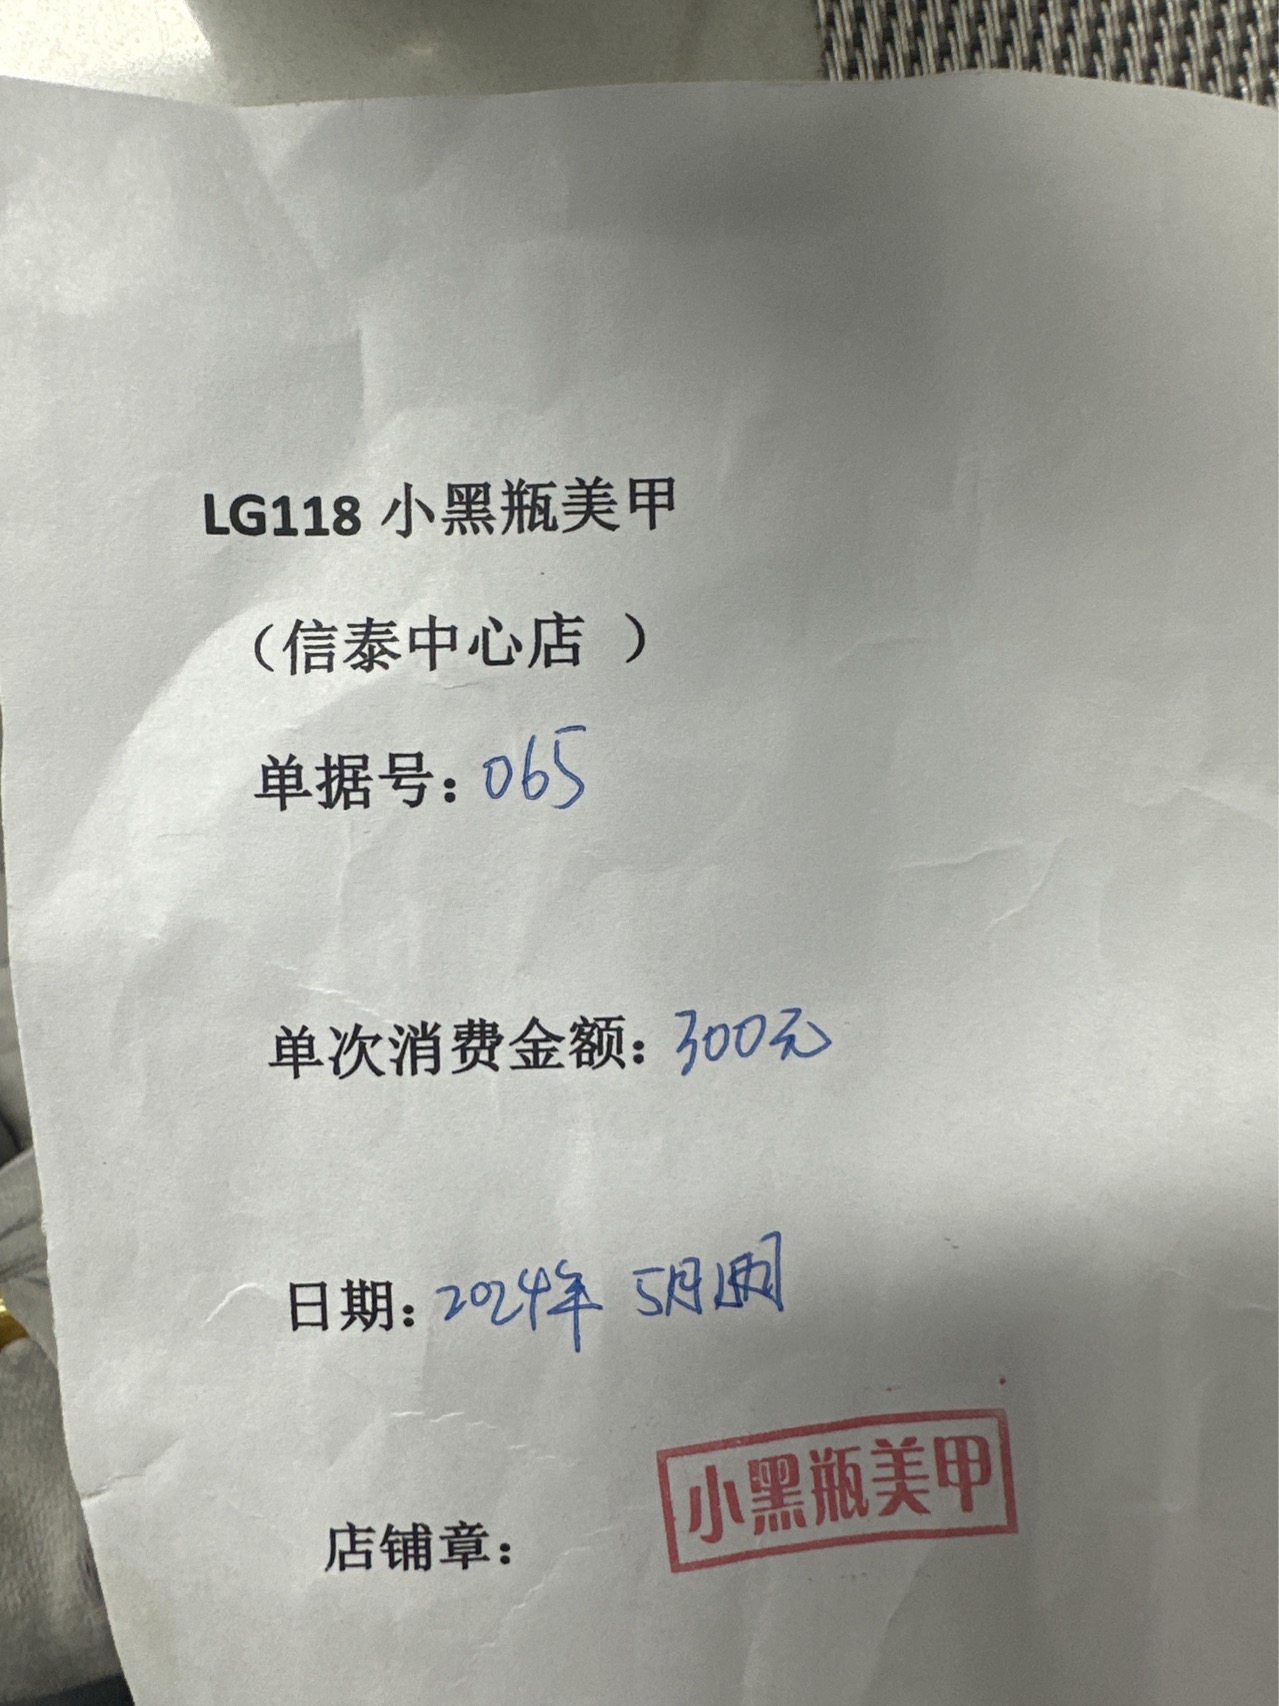 LG118 小黑瓶美甲
（信泰中心店 ）
单据号：065
单次消费金额：300元
日期：2024年 5月
店铺章：
小黑瓶美甲